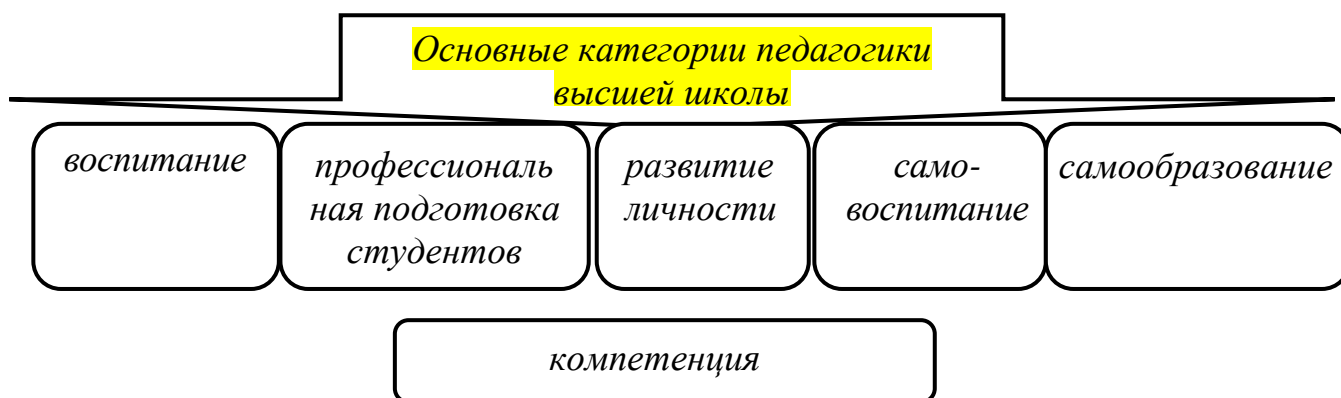 Основные категории педагогики
высшей школы
воспитание
профессиональ
ная подготовка
студентов
развитие
личности
само-
воспитание
самообразование
компетенция